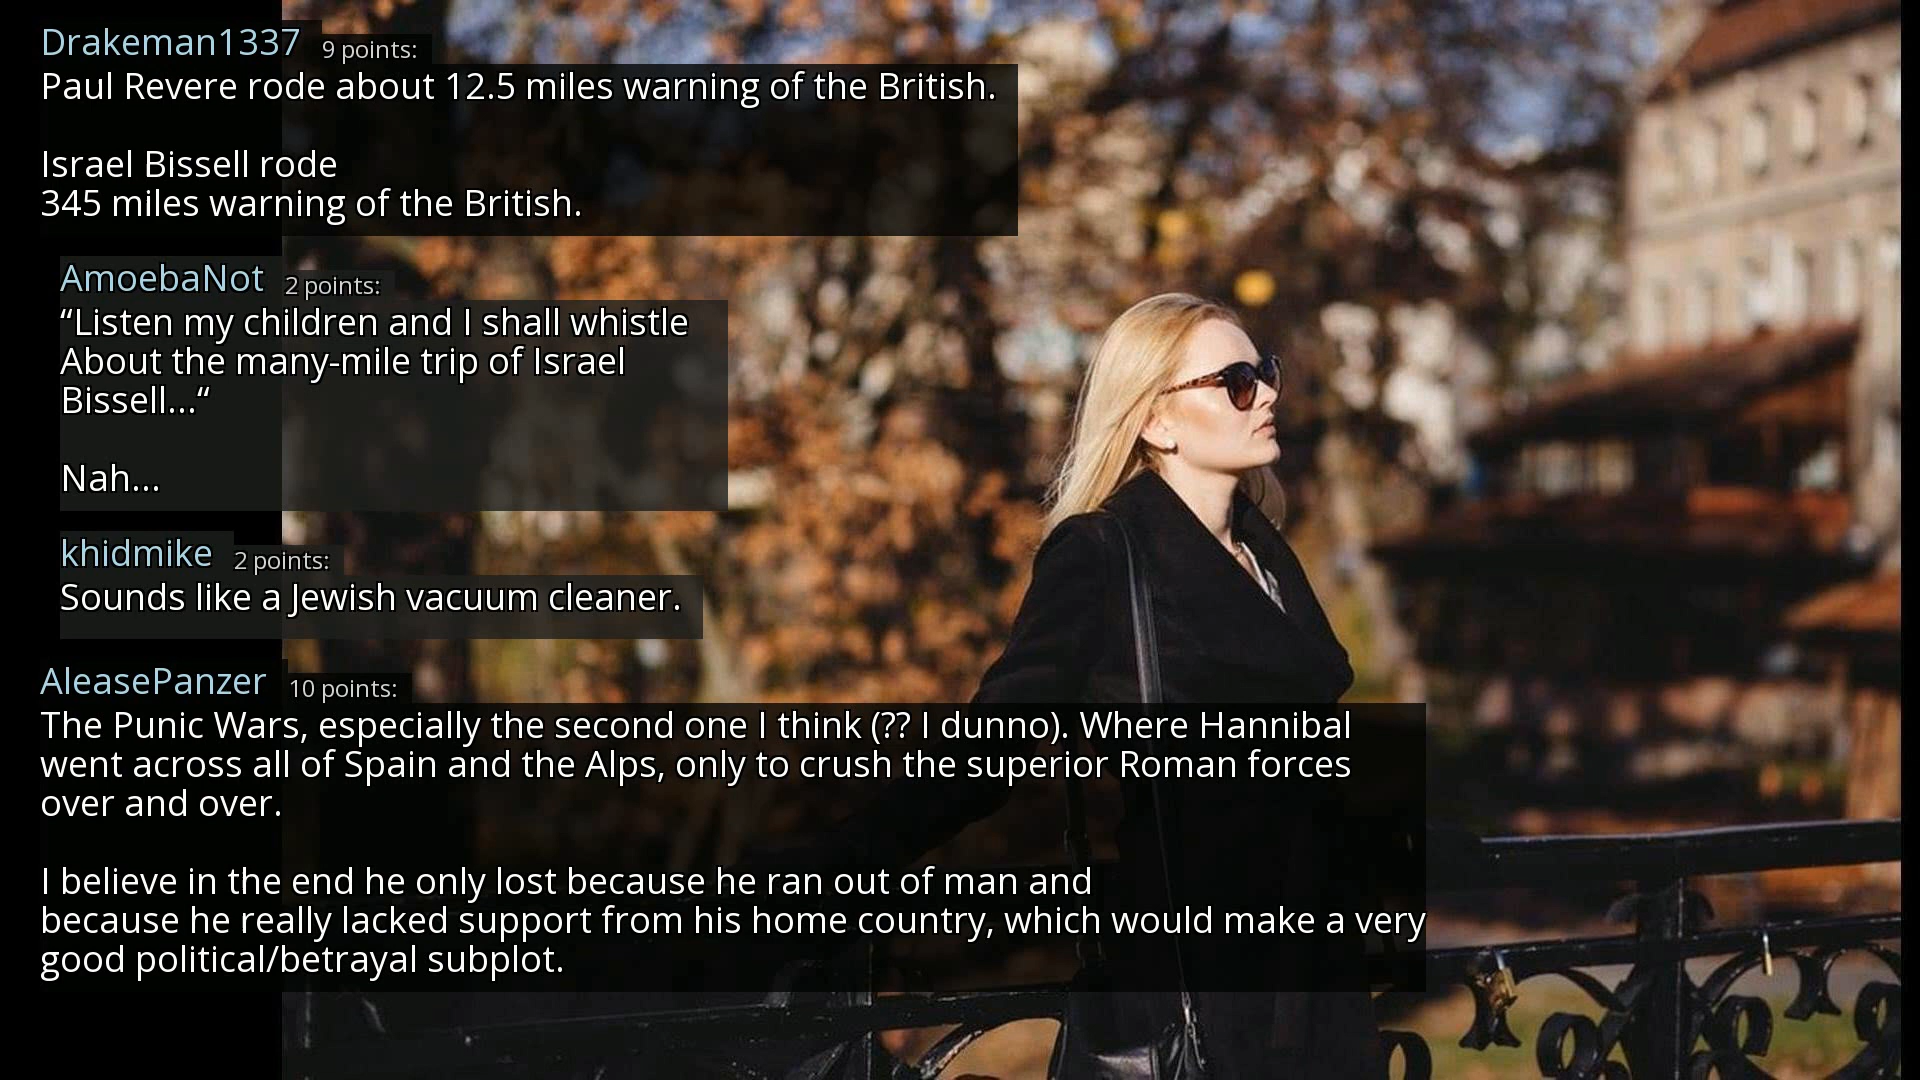 Drakeman1337 9 points:
Paul Revere rode about 12.5 miles warning of the British.
Israel Bissell rode
345 miles warning of the British.
AmoebaNot 2 points:
“Listen my children and I shall whistle
About the many-mile trip of Israel
Bissell...“
Nah...
khidmike 2 points:
Sounds like a Jewish vacuum cleaner.
AleasePanzer 10 points:
The Punic Wars, especially the second one I think (?? I dunno). Where Hannibal
went across all of Spain and the Alps, only to crush the superior Roman forces
over and over.
I believe in the end he only lost because he ran out of man and
because he really lacked support from his home country, which would make a very
good political/betrayal subplot.